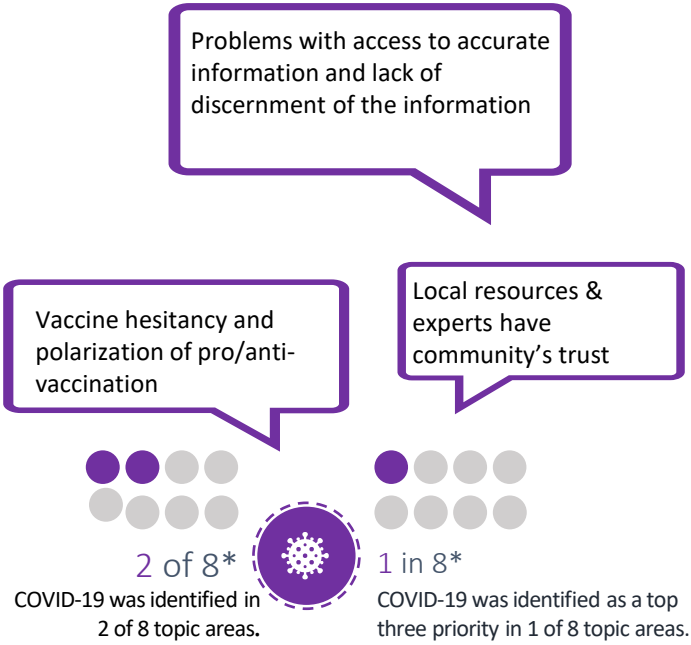 Problems with access to accurate
information and lack of
discernment of the information
Vaccine hesitancy and
polarization of pro/anti-
vaccination
Local resources &
experts have
community’s trust
2 of 8*
COVID-19 was identified in
2 of 8 topic areas.
1 in 8*
COVID-19 was identified as a top
three priority in 1 of 8 topic areas.